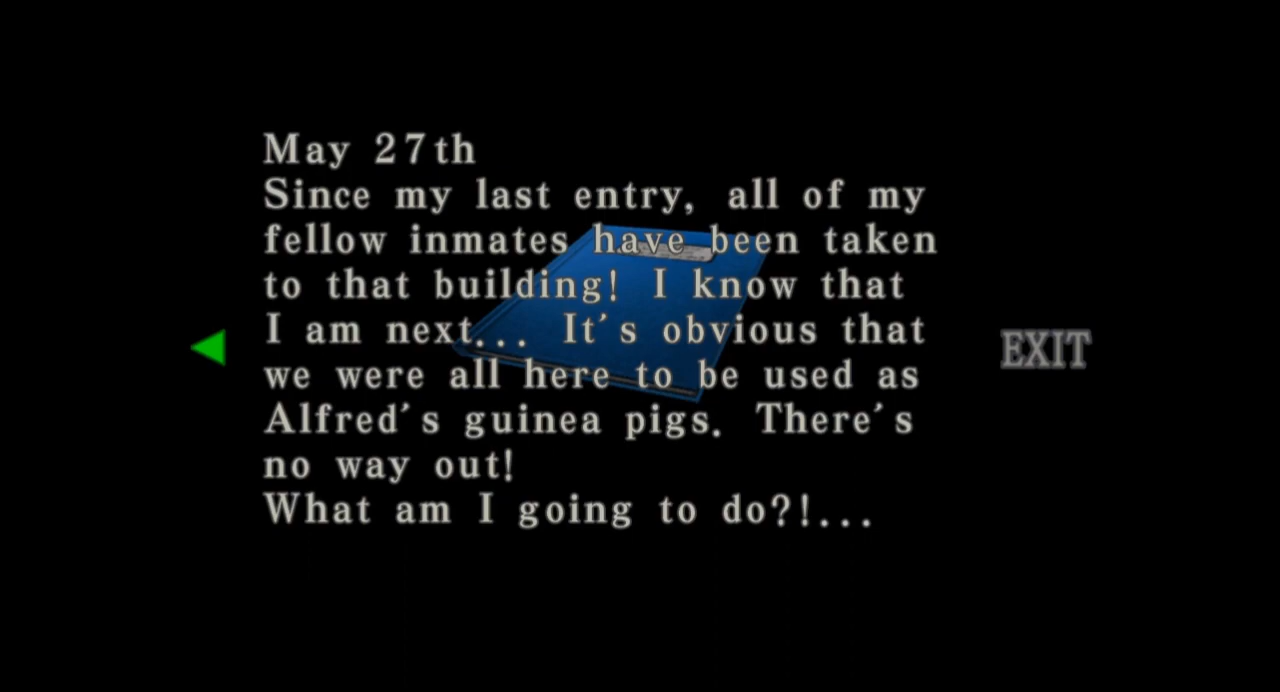 May 27th
Since my last entry, all of my
fellow inmates have been taken
to that building! I know that
I am next... It's obvious that
we were all here to be used as
Alfred's guinea pigs. There's
no way out!
What am I going to do?!...
EXIT